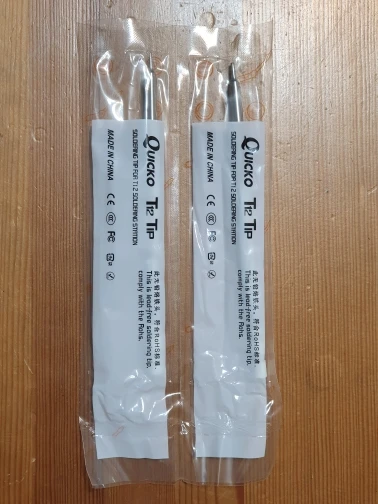 QUICKO T12 TIP
SOLDERING TIP FOR T12 SOLDERING STATION
MADE IN CHINA CE CCC FC
此无铅烙铁头，符合RoHS标准.
This is lead-free soldering tip,
comply with the Rohs.
QUICKO T12 TIP
SOLDERING TIP FOR T12 SOLDERING STATION
MADE IN CHINA CE CCC FC
此无铅烙铁头，符合RoHS标准.
This is lead-free soldering tip,
comply with the Rohs.